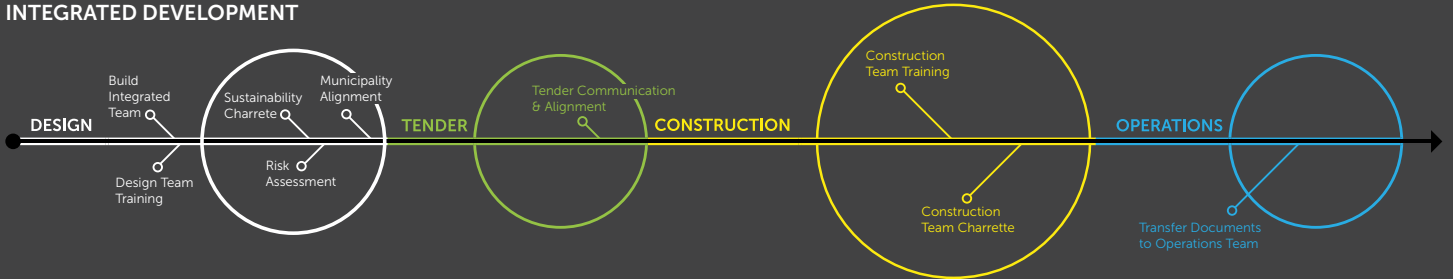 INTEGRATED DEVELOPMENT
DESIGN
Build
Integrated
Team
Design Team
Training
Sustainability
Charrete
Risk
Assessment
Municipality
Alignment
TENDER
Tender Communication
& Alignment
CONSTRUCTION
Construction
Team Training
Construction
Team Charrette
OPERATIONS
Transfer Documents
to Operations Team